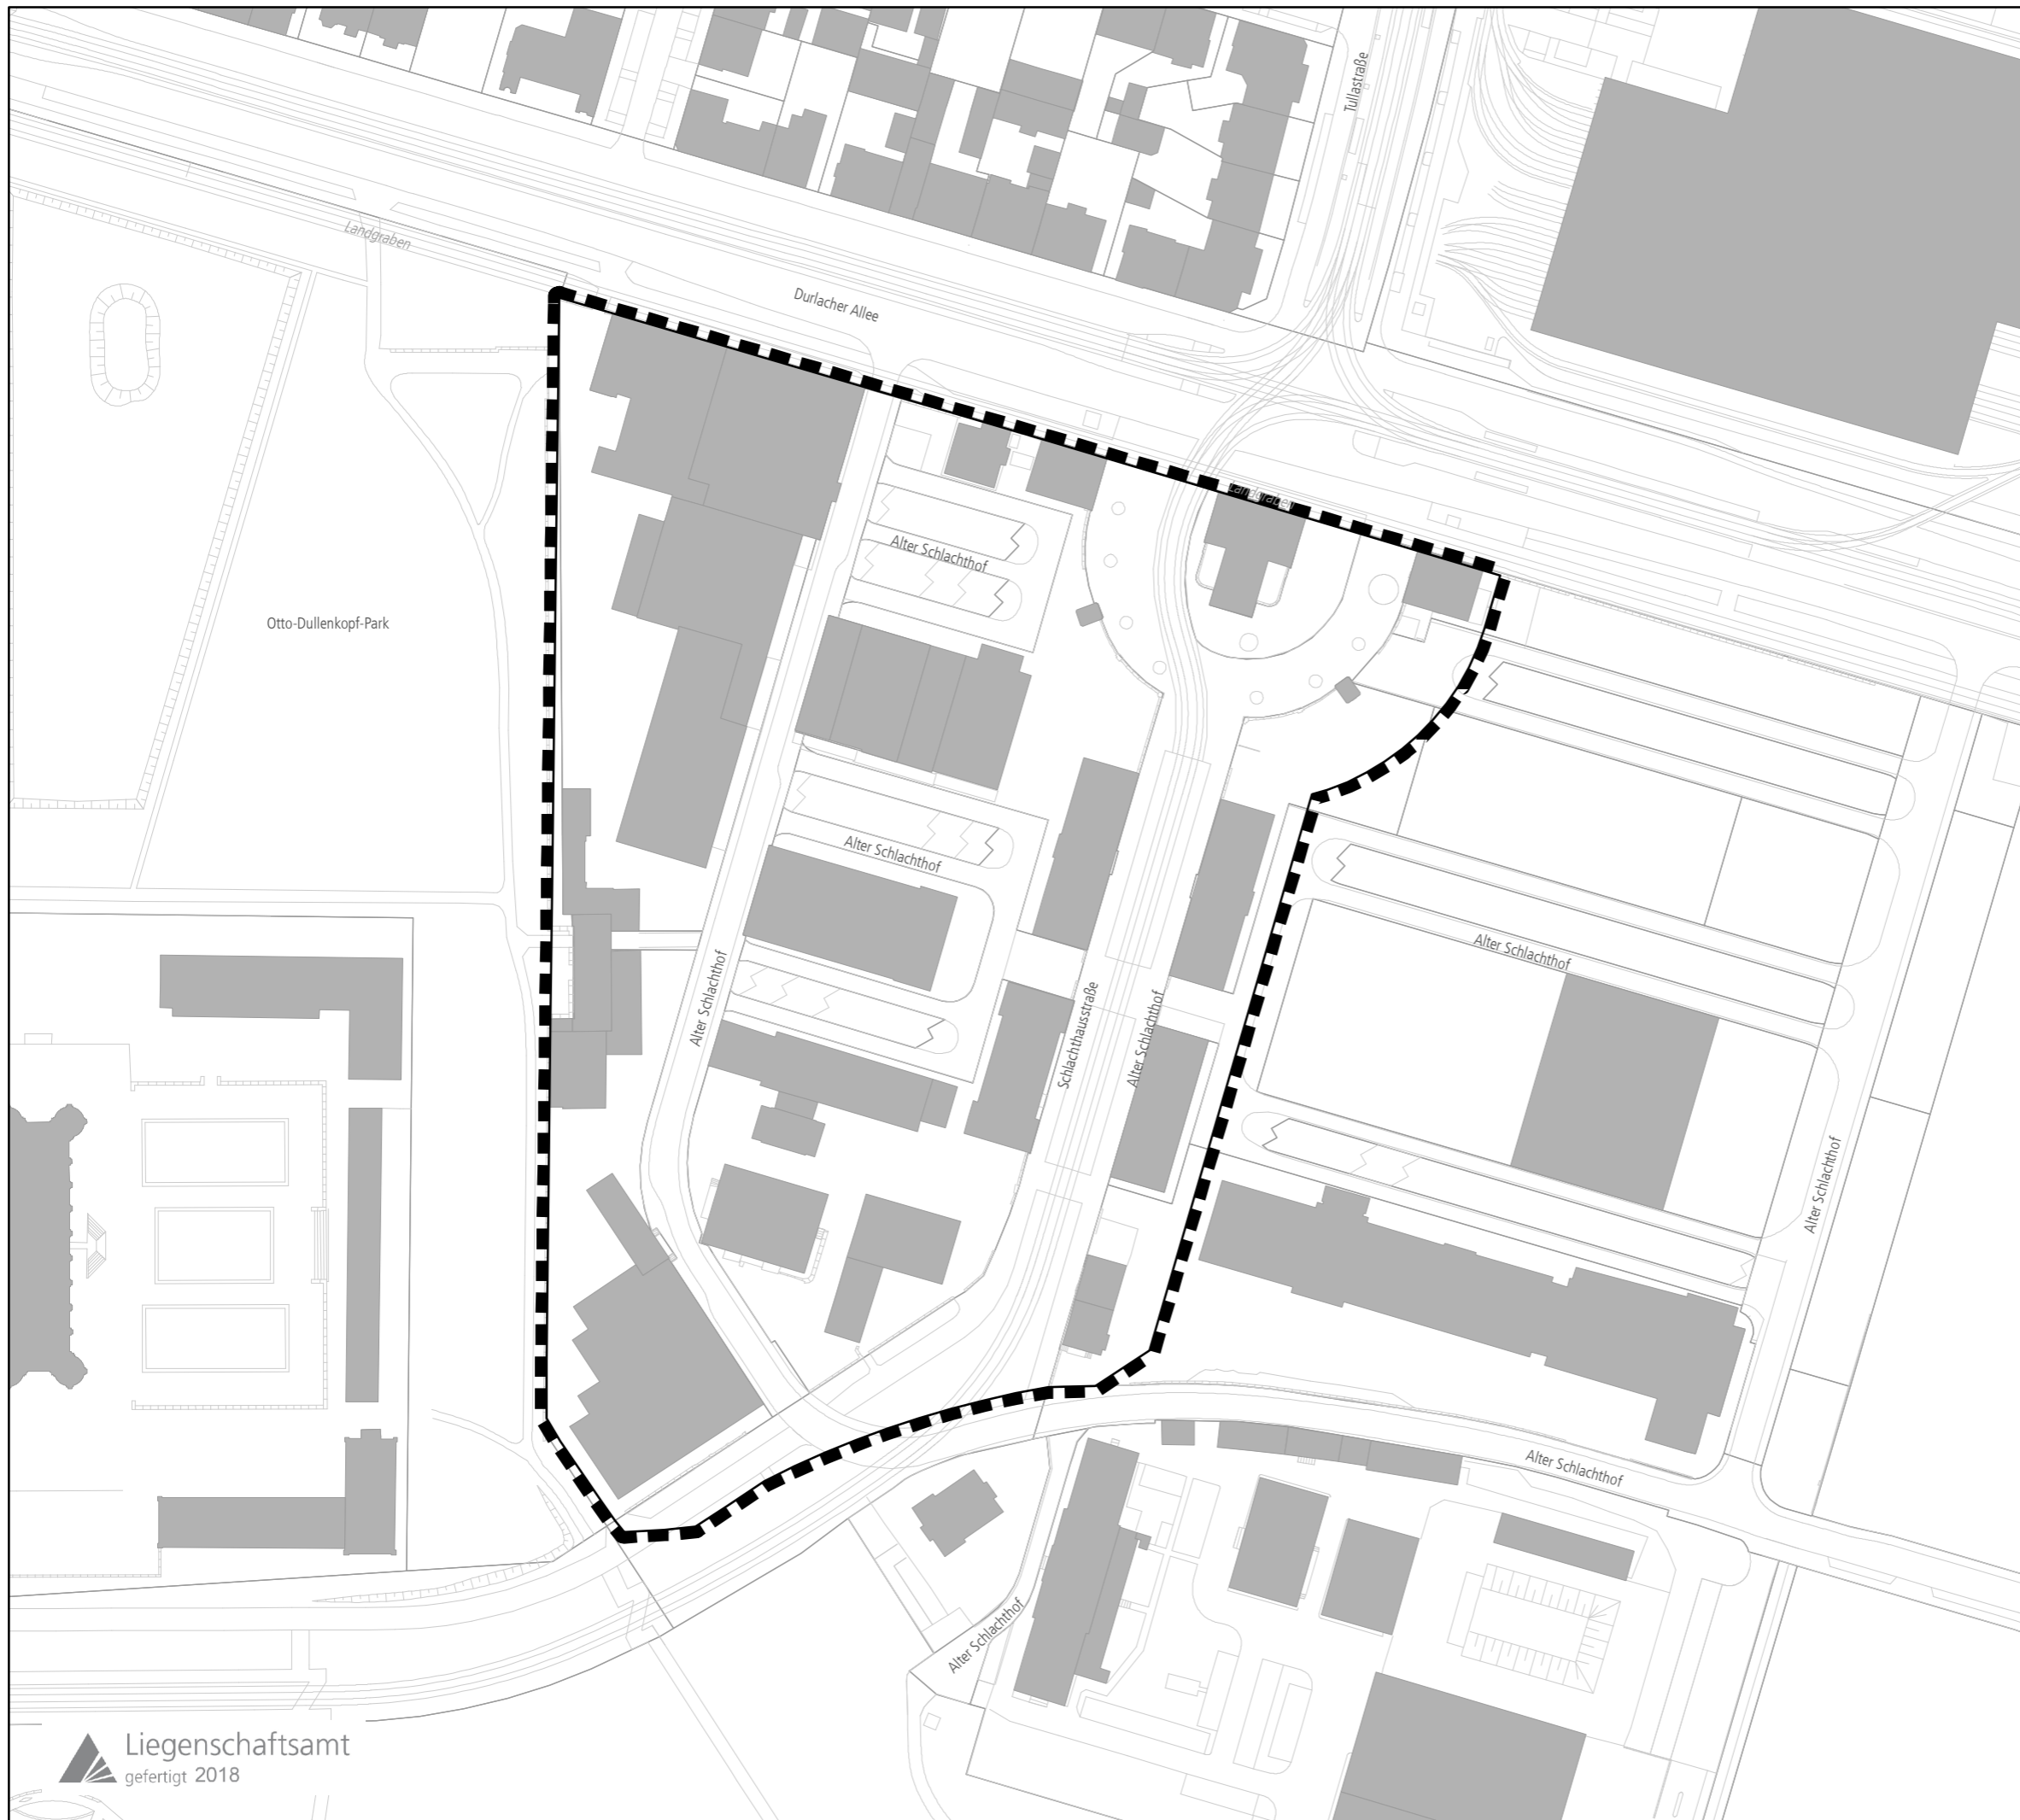 Tullastraße
Landgraben
Durlacher Allee
Landgraben
Alter Schlachthof
Otto-Dullenkopf-Park
Alter Schlachthof
Alter Schlachthof
Alter Schlachthof
Schlachthausstraße
Alter Schlachthof
Alter Schlachthof
Alter Schlachthof
Alter Schlachthof
Liegenschaftsamt
gefertigt 2018